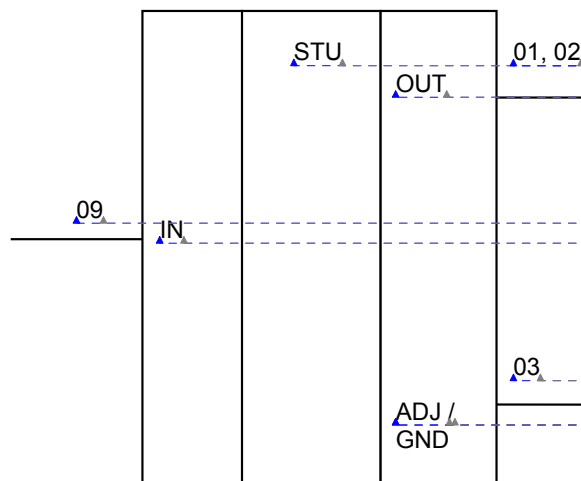 STU
01, 02
OUT
09
IN
03
ADJ /
GND